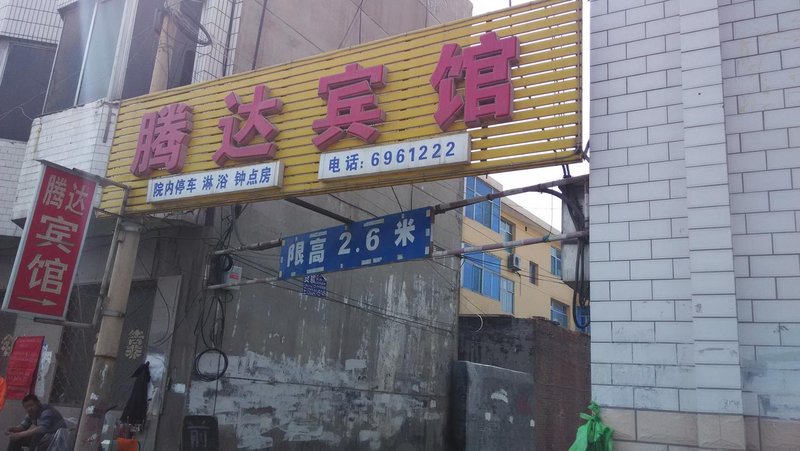 腾达宾馆
院内停车 淋浴 钟点房
电话: 6961222
限高 2.6 米
腾达宾馆
前